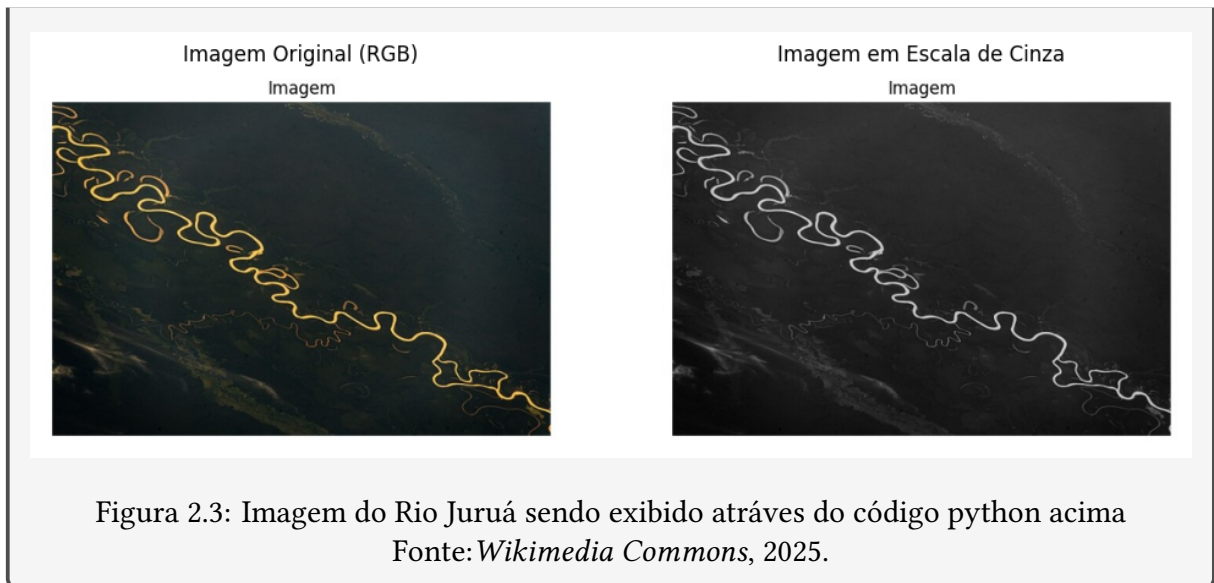 Imagem Original (RGB)
Imagem
Imagem em Escala de Cinza
Imagem
Figura 2.3: Imagem do Rio Juruá sendo exibido atráves do código python acima
Fonte:Wikimedia Commons, 2025.